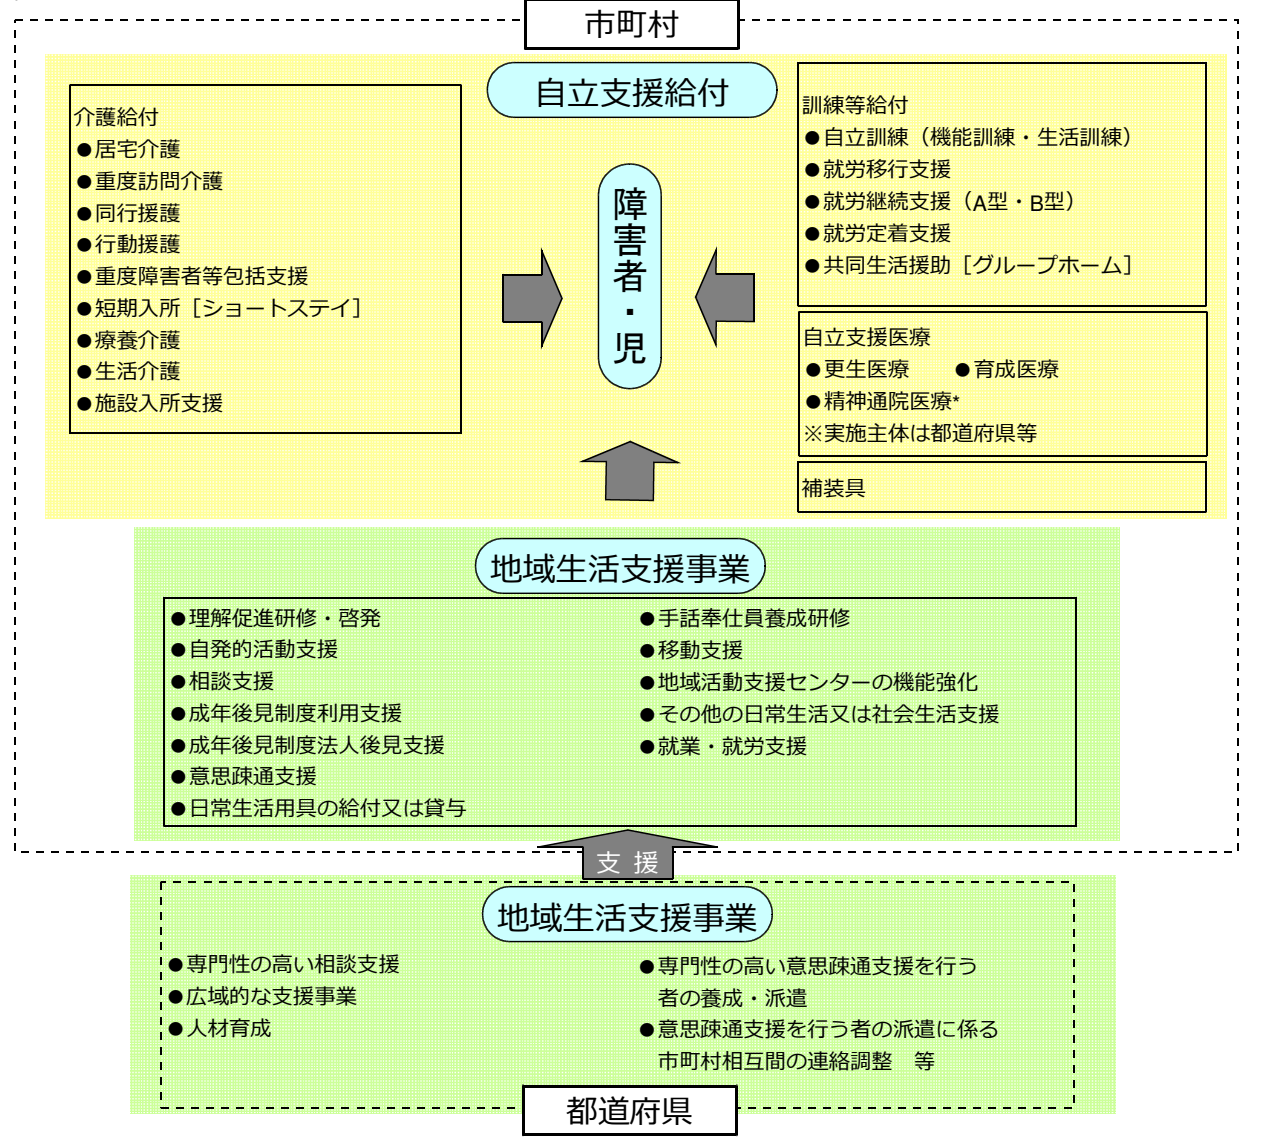 市町村
自立支援給付
介護給付
●居宅介護
●重度訪問介護
●同行援護
●行動援護
●重度障害者等包括支援
●短期入所［ショートステイ］
●療養介護
●生活介護
●施設入所支援
障害者・児
訓練等給付
●自立訓練（機能訓練・生活訓練）
●就労移行支援
●就労継続支援（A型・B型）
●就労定着支援
●共同生活援助［グループホーム］
自立支援医療
●更生医療　　●育成医療
●精神通院医療*
※実施主体は都道府県等
補装具
地域生活支援事業
●理解促進研修・啓発
●自発的活動支援
●相談支援
●成年後見制度利用支援
●成年後見制度法人後見支援
●意思疎通支援
●日常生活用具の給付又は貸与
●手話奉仕員養成研修
●移動支援
●地域活動支援センターの機能強化
●その他の日常生活又は社会生活支援
●就業・就労支援
支 援
地域生活支援事業
●専門性の高い相談支援
●広域的な支援事業
●人材育成
●専門性の高い意思疎通支援を行う
者の養成・派遣
●意思疎通支援を行う者の派遣に係る
市町村相互間の連絡調整　等
都道府県